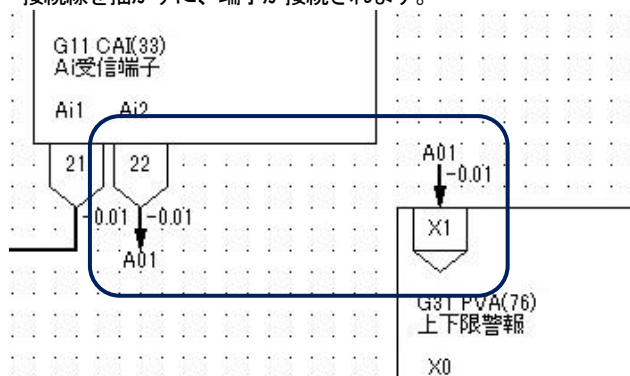 接続線を描かずに、端子が接続されます。
G11 CAI(33)
Ai受信端子
Ai1 Ai2
21 22
-0.01 -0.01
A01
A01
-0.01
X1
G31 PVA(76)
上下限警報
X0